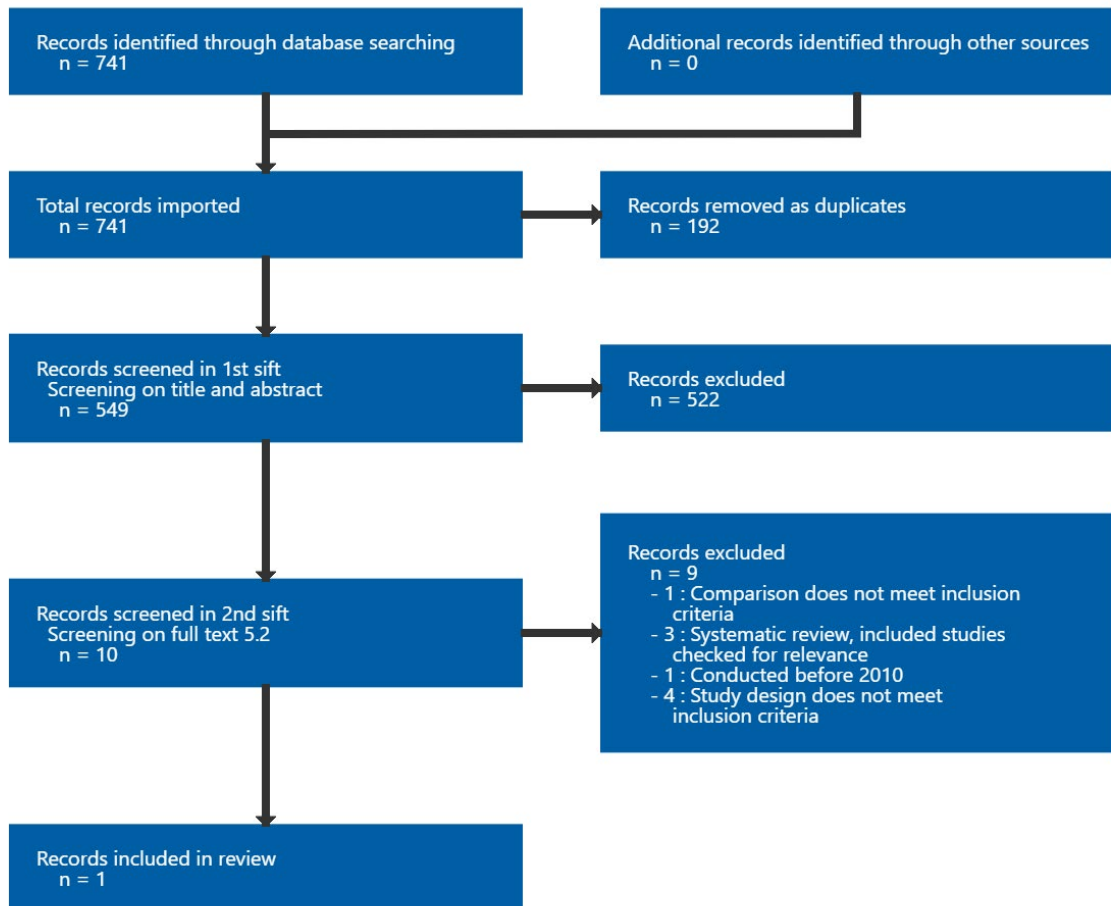 Records identified through database searching
n = 741
Additional records identified through other sources
n = 0
Total records imported
n = 741
Records removed as duplicates
n = 192
Records screened in 1st sift
Screening on title and abstract
n = 549
Records excluded
n = 522
Records screened in 2nd sift
Screening on full text 5.2
n = 10
Records excluded
n = 9
- 1 : Comparison does not meet inclusion
criteria
- 3 : Systematic review, included studies
checked for relevance
- 1 : Conducted before 2010
- 4 : Study design does not meet
inclusion criteria
Records included in review
n = 1